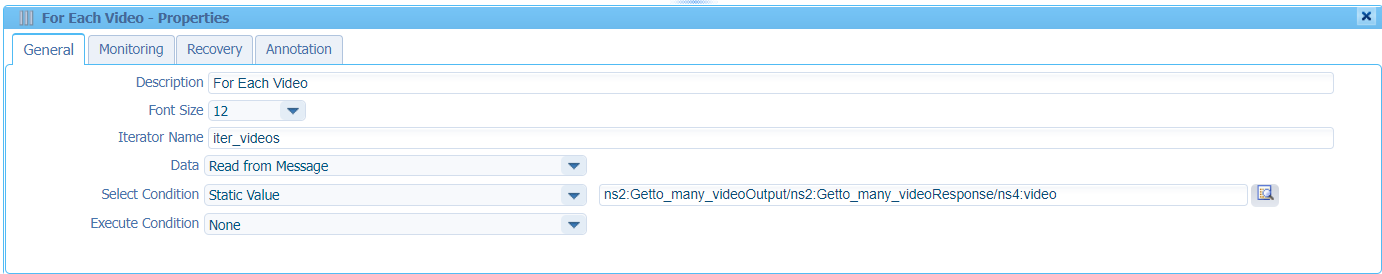 For Each Video - Properties
General Monitoring Recovery Annotation
Description For Each Video
Font Size 12
Iterator Name iter_videos
Data Read from Message
Select Condition Static Value ns2:Getto_many_videoOutput/ns2:Getto_many_videoResponse/ns4:video
Execute Condition None